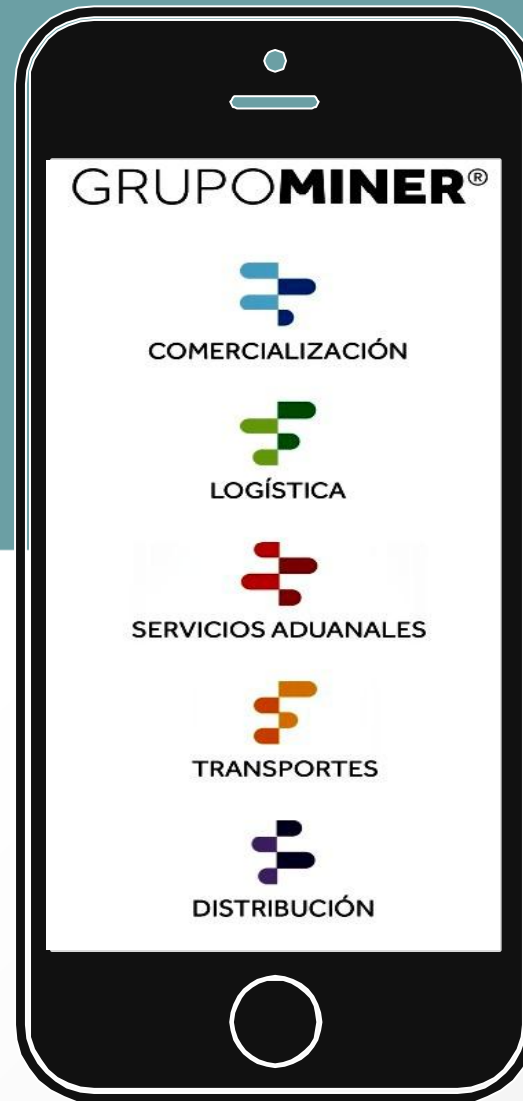 GRUPOMINER®
COMERCIALIZACIÓN
LOGÍSTICA
SERVICIOS ADUANALES
TRANSPORTES
DISTRIBUCIÓN